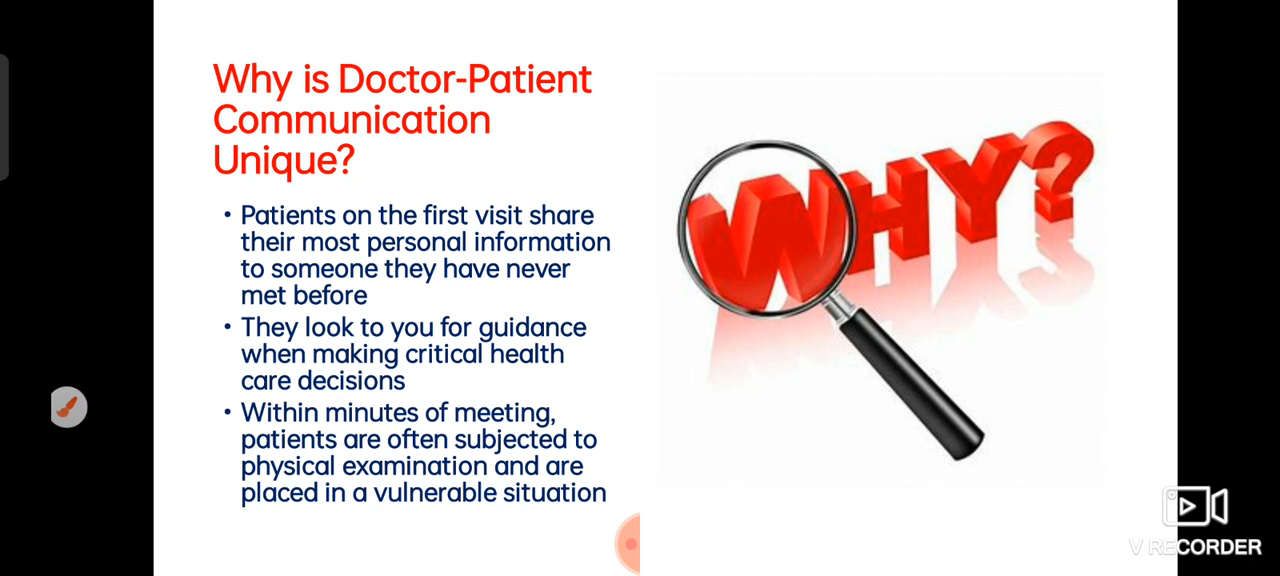 Why is Doctor-Patient
Communication
Unique?
• Patients on the first visit share
their most personal information
to someone they have never
met before
• They look to you for guidance
when making critical health
care decisions
• Within minutes of meeting,
patients are often subjected to
physical examination and are
placed in a vulnerable situation
WHY?
V RECORDER